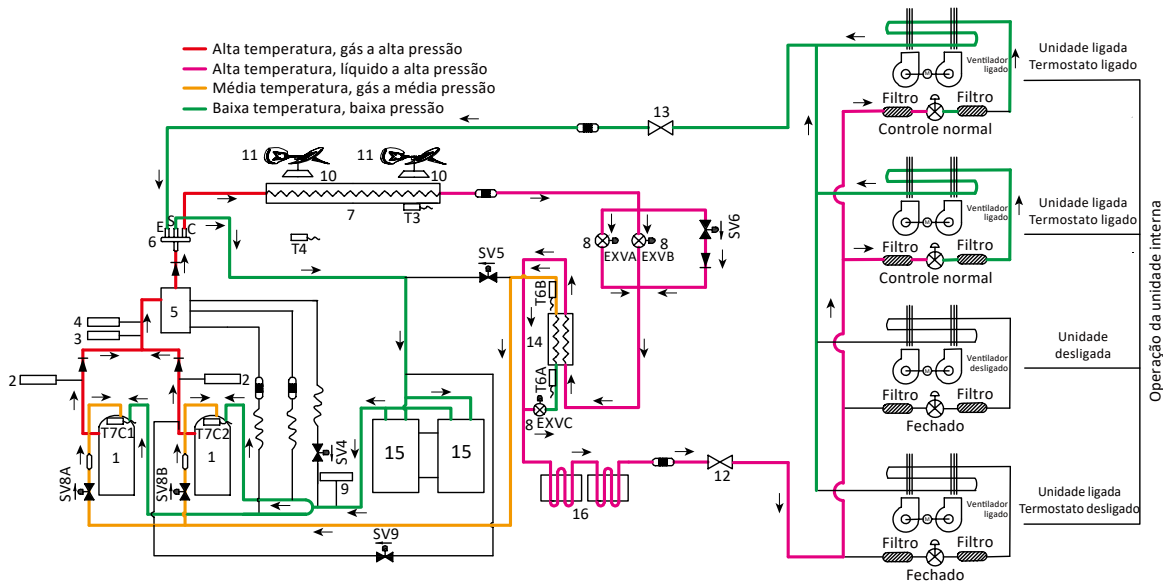 Alta temperatura, gás a alta pressão
Alta temperatura, líquido a alta pressão
Média temperatura, gás a média pressão
Baixa temperatura, baixa pressão
13
11
11
10
10
7
T3
T4
E
S
C
6
5
4
3
2
2
T7C1
T7C2
1
1
SV8A
SV8B
SV4
9
15
15
SV9
SV5
T6B
14
T6A
8
EXVC
8
EXVA
8
EXVB
SV6
16
12
Ventilador
ligado
M
Filtro
Filtro
Controle normal
Unidade ligada
Termostato ligado
Ventilador
ligado
M
Filtro
Filtro
Controle normal
Unidade ligada
Termostato ligado
Ventilador
desligado
M
Filtro
Filtro
Fechado
Unidade
desligada
Ventilador
ligado
M
Filtro
Filtro
Fechado
Unidade ligada
Termostato desligado
Operação da unidade interna